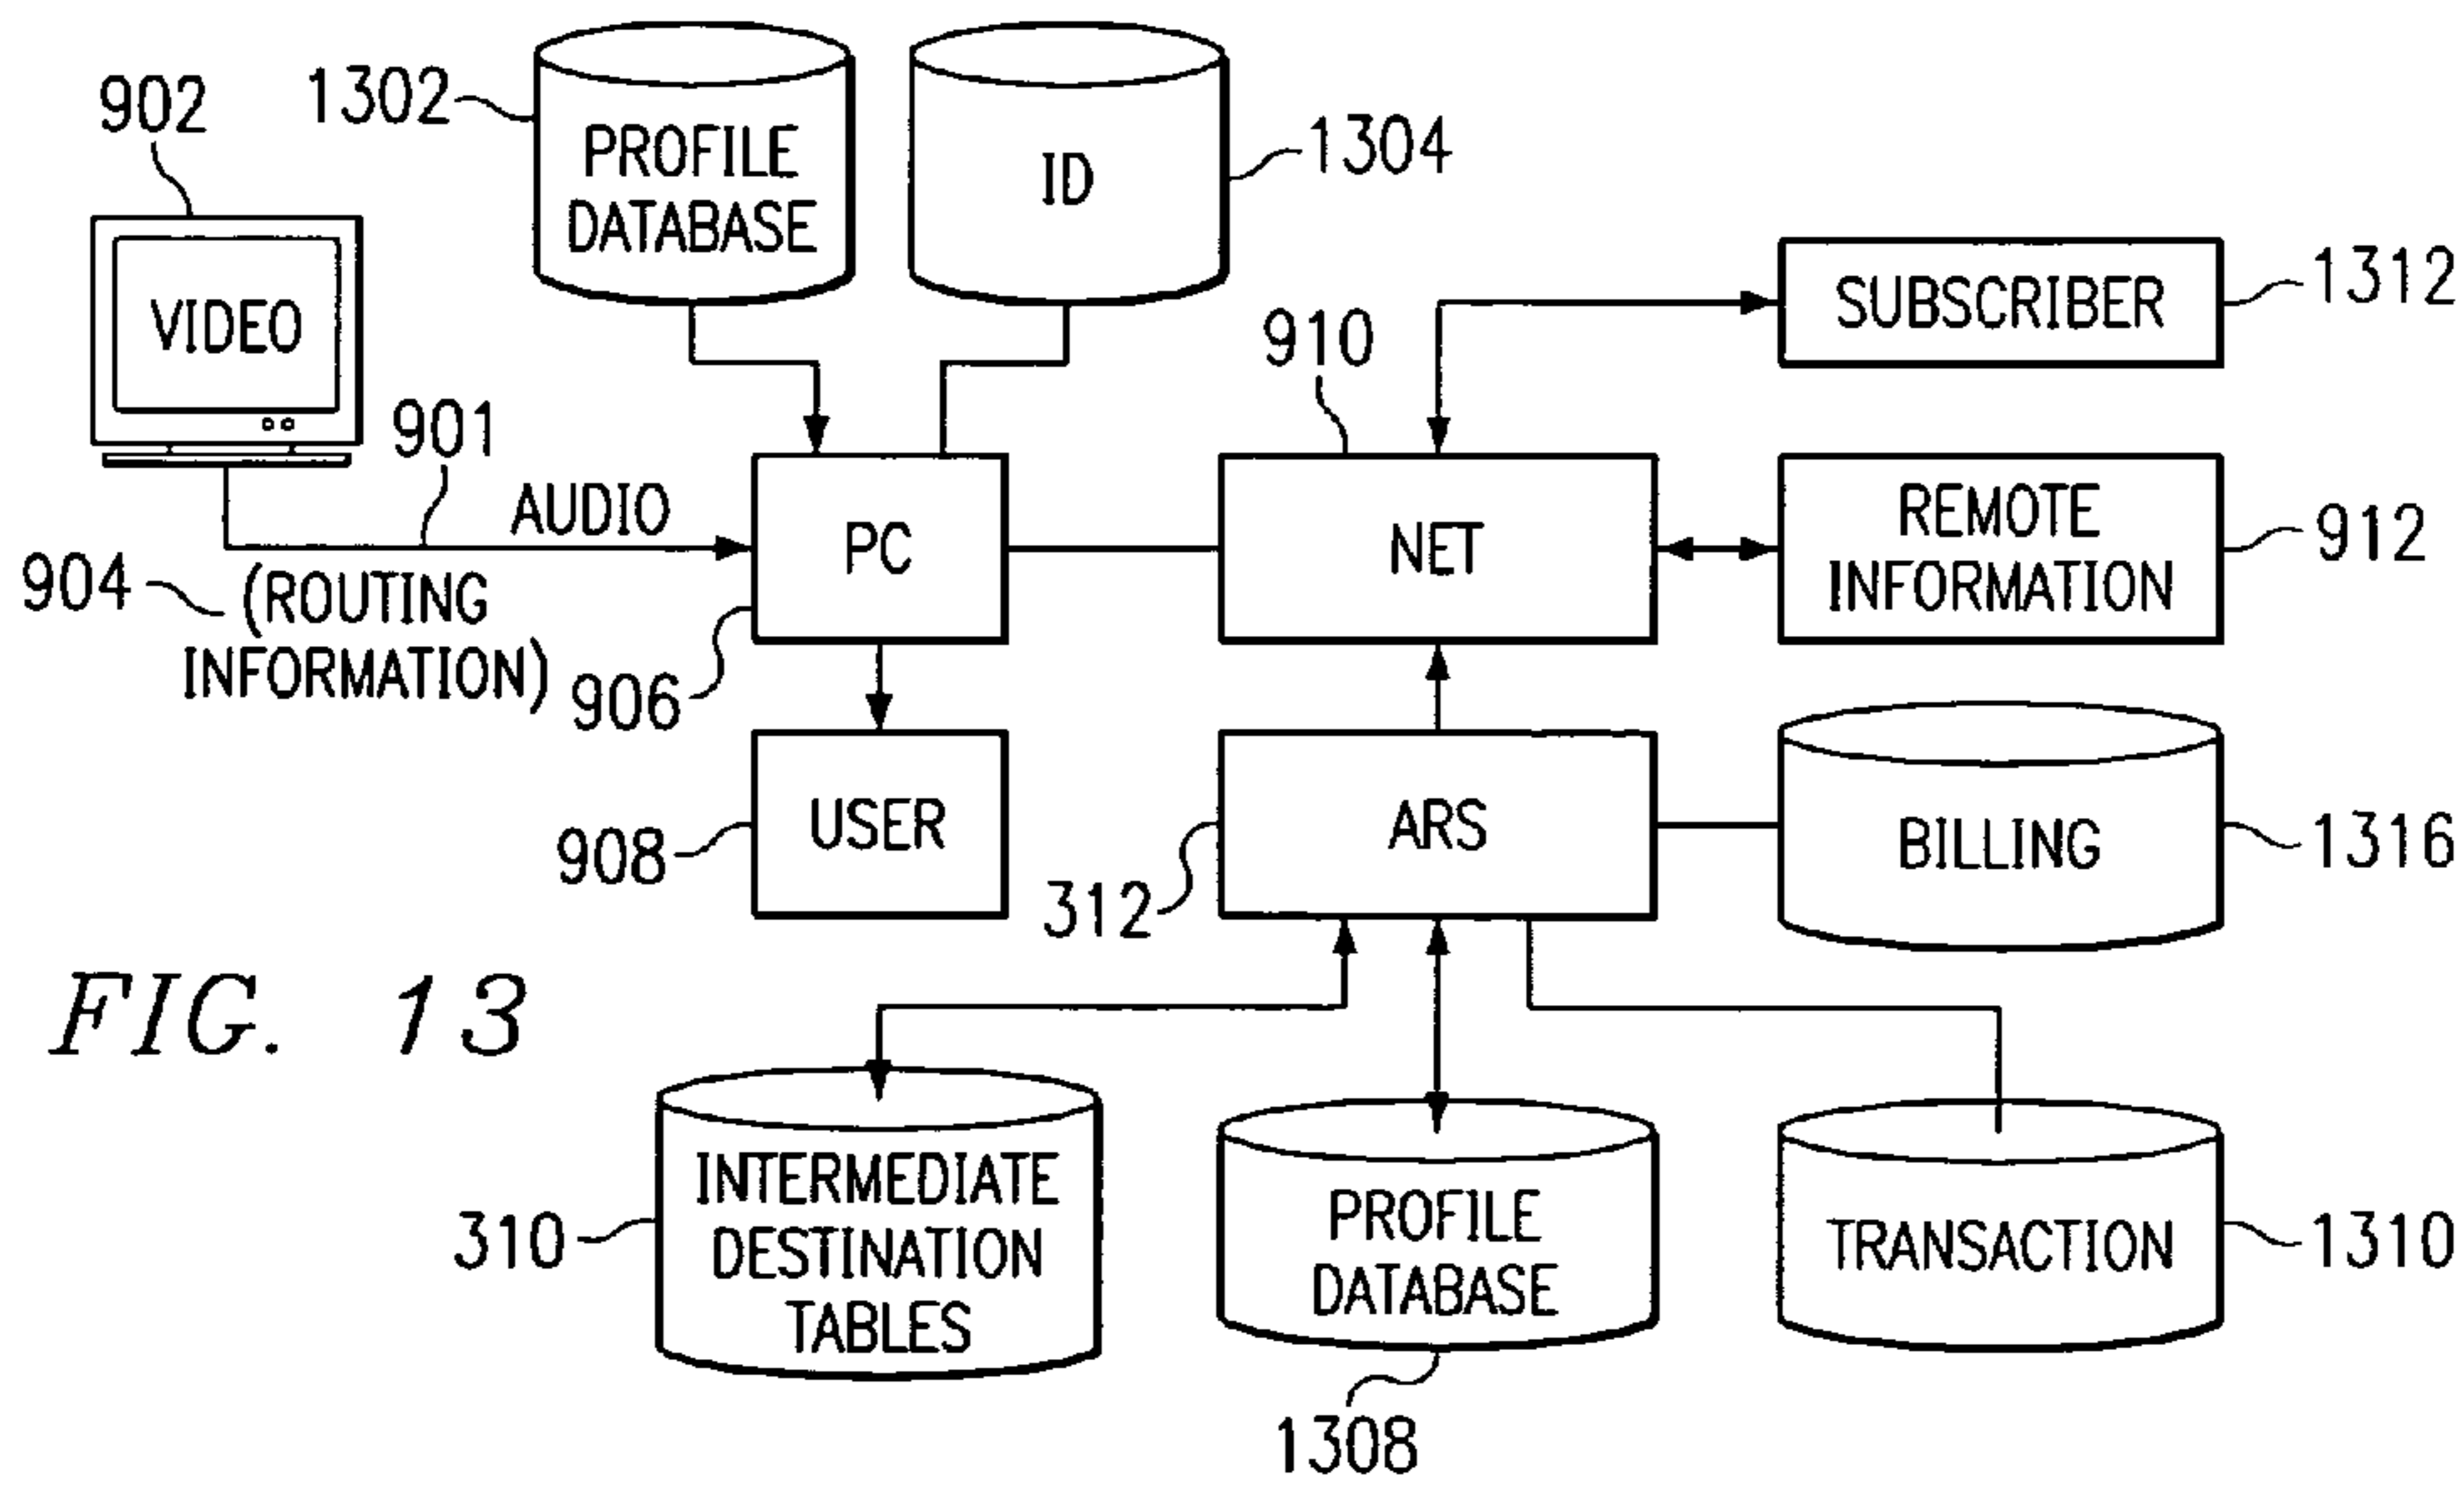 902
1302
PROFILE
DATABASE
ID
1304
VIDEO
901
AUDIO
904
(ROUTING
INFORMATION)
PC
906
910
NET
SUBSCRIBER
1312
REMOTE
INFORMATION
912
USER
908
ARS
312
BILLING
1316
FIG. 13
INTERMEDIATE
DESTINATION
TABLES
310
PROFILE
DATABASE
1308
TRANSACTION
1310